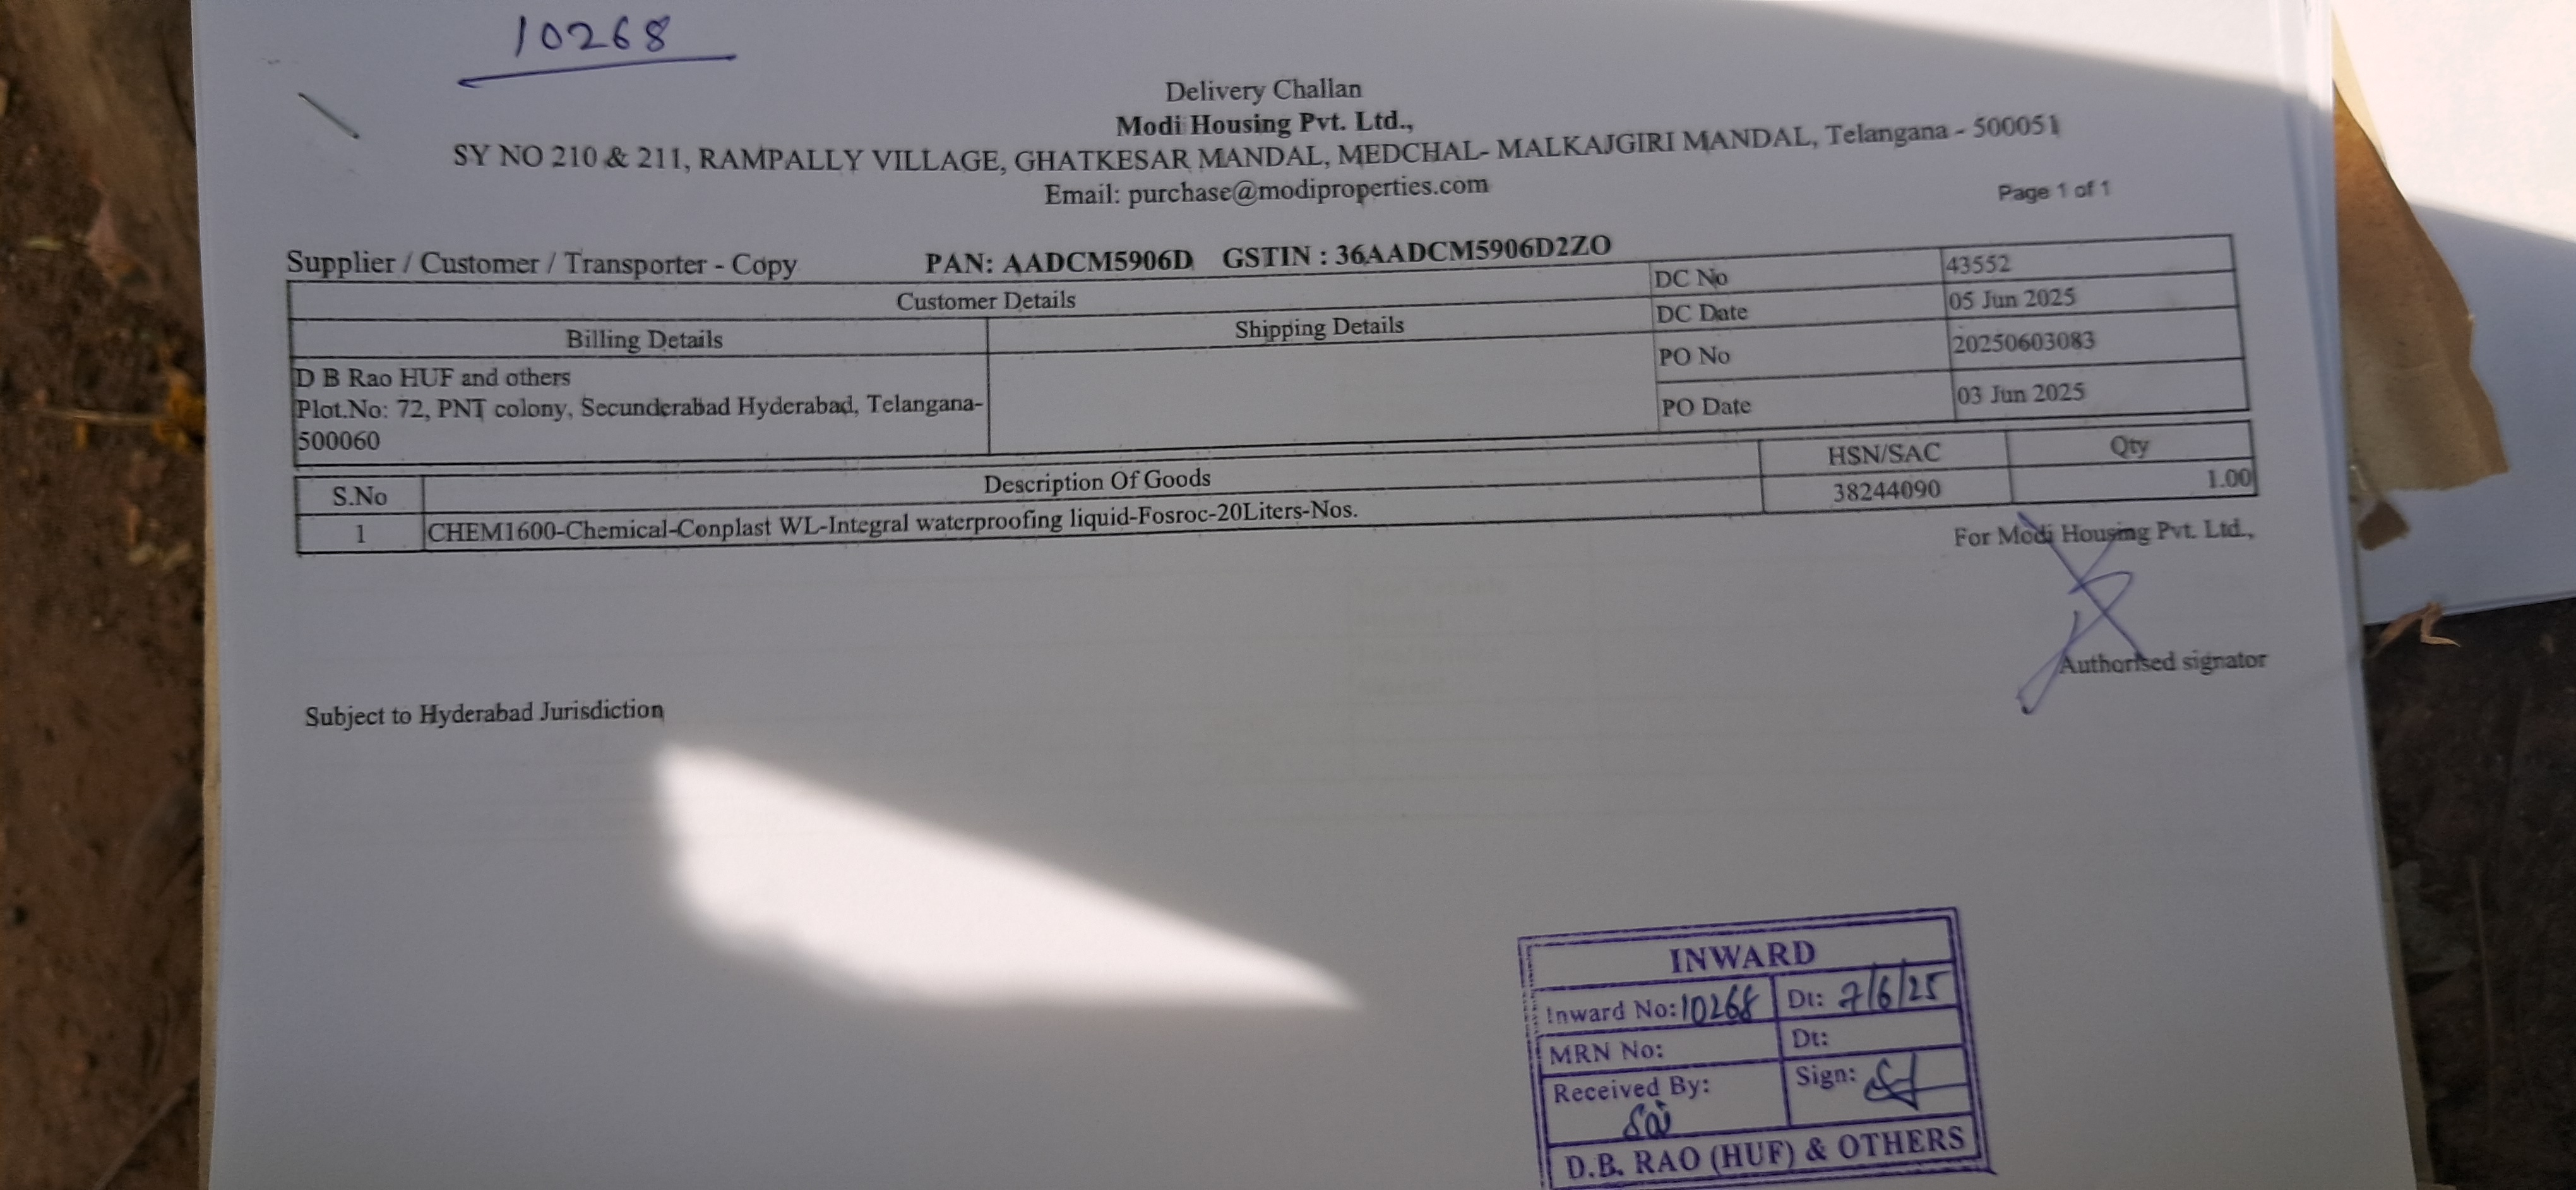 10268
Delivery Challan
Modi Housing Pvt. Ltd.,
SY NO 210 & 211, RAMPALLY VILLAGE, GHATKESAR MANDAL, MEDCHAL- MALKAJGIRI MANDAL, Telangana - 500051
Email: purchase@modiproperties.com
Page 1 of 1
Supplier / Customer / Transporter - Copy PAN: AADCM5906D GSTIN : 36AADCM5906D2ZO
Customer Details
Billing Details Shipping Details
D B Rao HUF and others
Plot.No: 72, PNT colony, Secunderabad Hyderabad, Telangana-
500060
DC No 43552
DC Date 05 Jun 2025
PO No 20250603083
PO Date 03 Jun 2025
S.No Description Of Goods HSN/SAC Qty
1 CHEM1600-Chemical-Conplast WL-Integral waterproofing liquid-Fosroc-20Liters-Nos. 38244090 1.00
For Modi Housing Pvt. Ltd.,
Authorised signator
Subject to Hyderabad Jurisdiction
INWARD
Inward No: 10268 Dt: 7/6/25
MRN No: Dt:
Received By: Sign:
Sai
D.B. RAO (HUF) & OTHERS